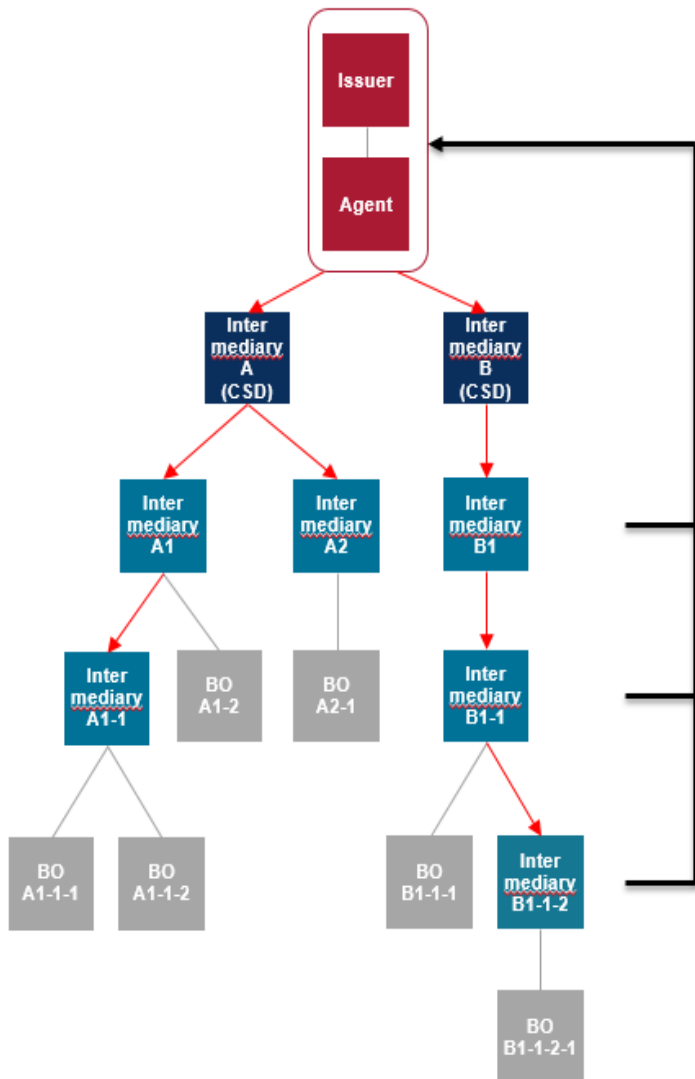 Issuer
Agent
Inter
mediary
A
(CSD)
Inter
mediary
B
(CSD)
Inter
mediary
A1
Inter
mediary
A2
Inter
mediary
B1
Inter
mediary
A1-1
BO
A1-2
BO
A2-1
Inter
mediary
B1-1
BO
A1-1-1
BO
A1-1-2
BO
B1-1-1
Inter
mediary
B1-1-2
BO
B1-1-2-1